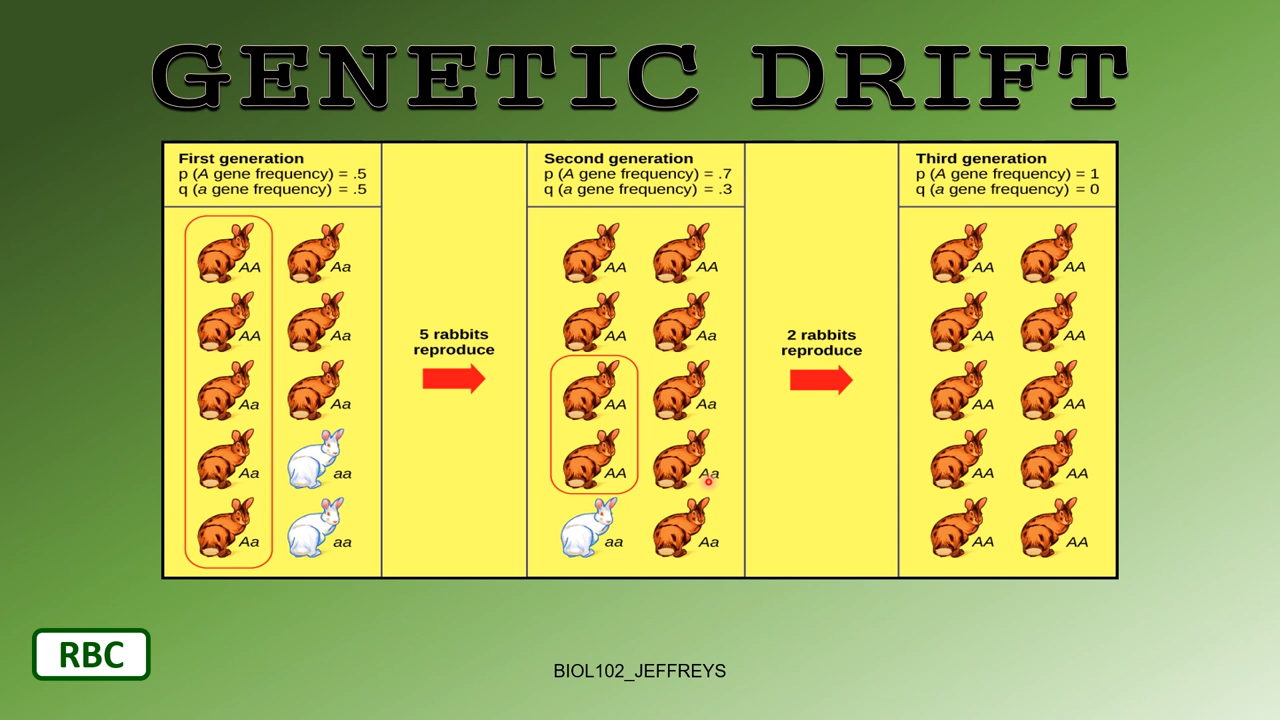 GENETIC DRIFT
First generation
p (A gene frequency) = .5
q (a gene frequency) = .5
AA Aa
AA Aa
Aa Aa
Aa aa
Aa aa
5 rabbits
reproduce
Second generation
p (A gene frequency) = .7
q (a gene frequency) = .3
AA AA
AA Aa
AA Aa
AA Aa
aa Aa
2 rabbits
reproduce
Third generation
p (A gene frequency) = 1
q (a gene frequency) = 0
AA AA
AA AA
AA AA
AA AA
AA AA
RBC
BIOL102_JEFFREYS